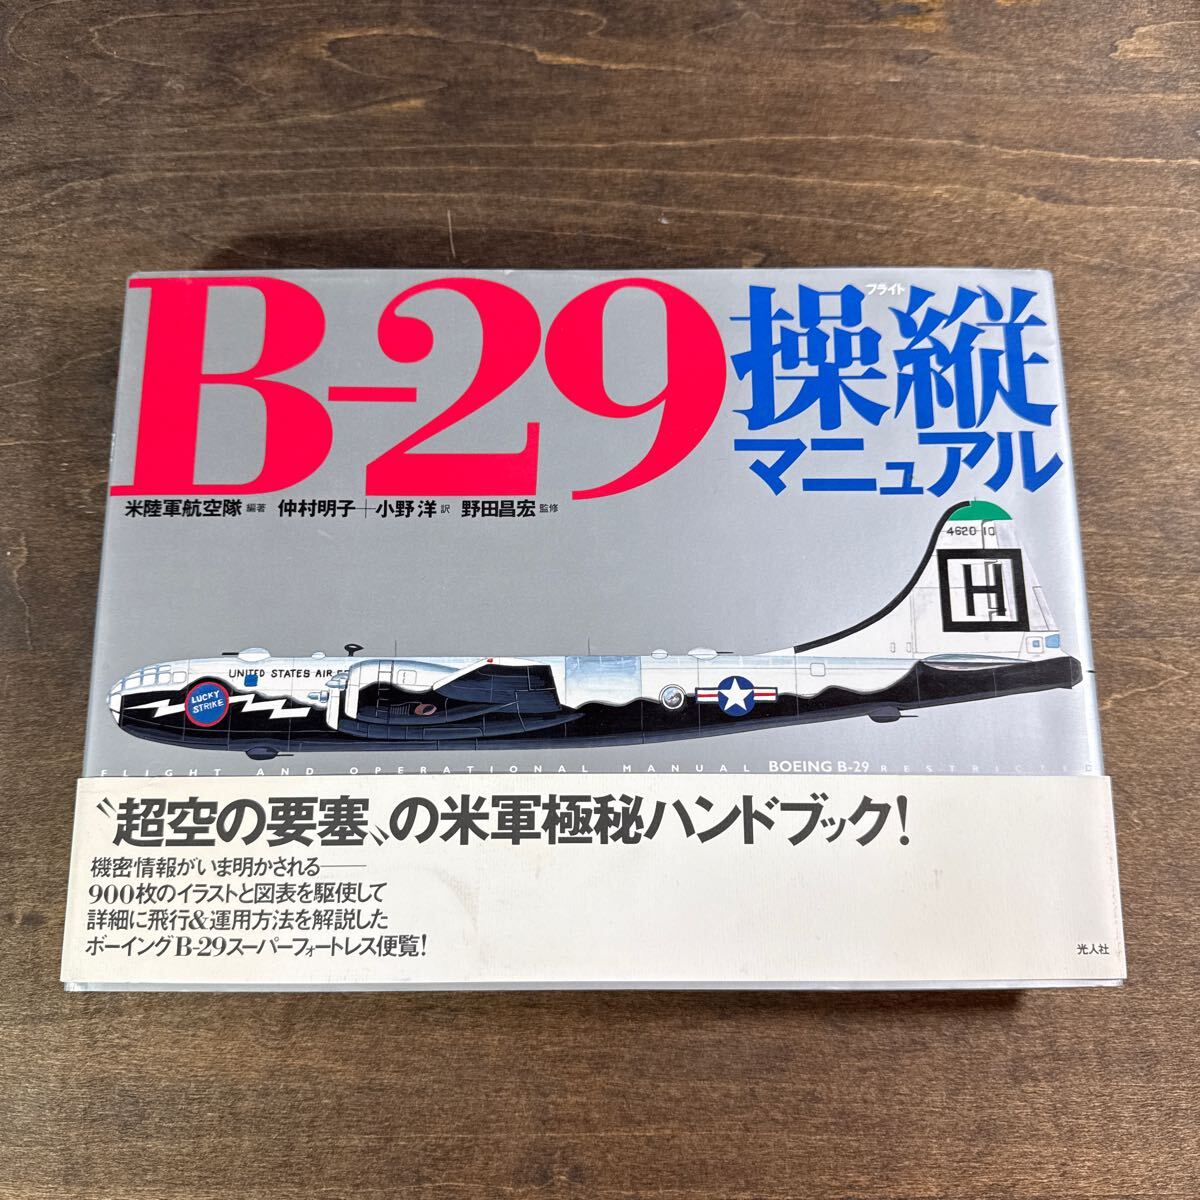 B-29
フライト
操縦
マニュアル
米陸軍航空隊 編著 仲村明子+小野洋 訳 野田昌宏 監修
462010
H
UNITED STATES AIR F
LUCKY
STRIKE
FLIGHT AND OPERATIONAL MANUAL BOEING B-29 RESTRICTED
〝超空の要塞〟の米軍極秘ハンドブック!
機密情報がいま明かされる——
900枚のイラストと図表を駆使して
詳細に飛行&運用方法を解説した
ボーイングB-29スーパーフォートレス便覧!
光人社